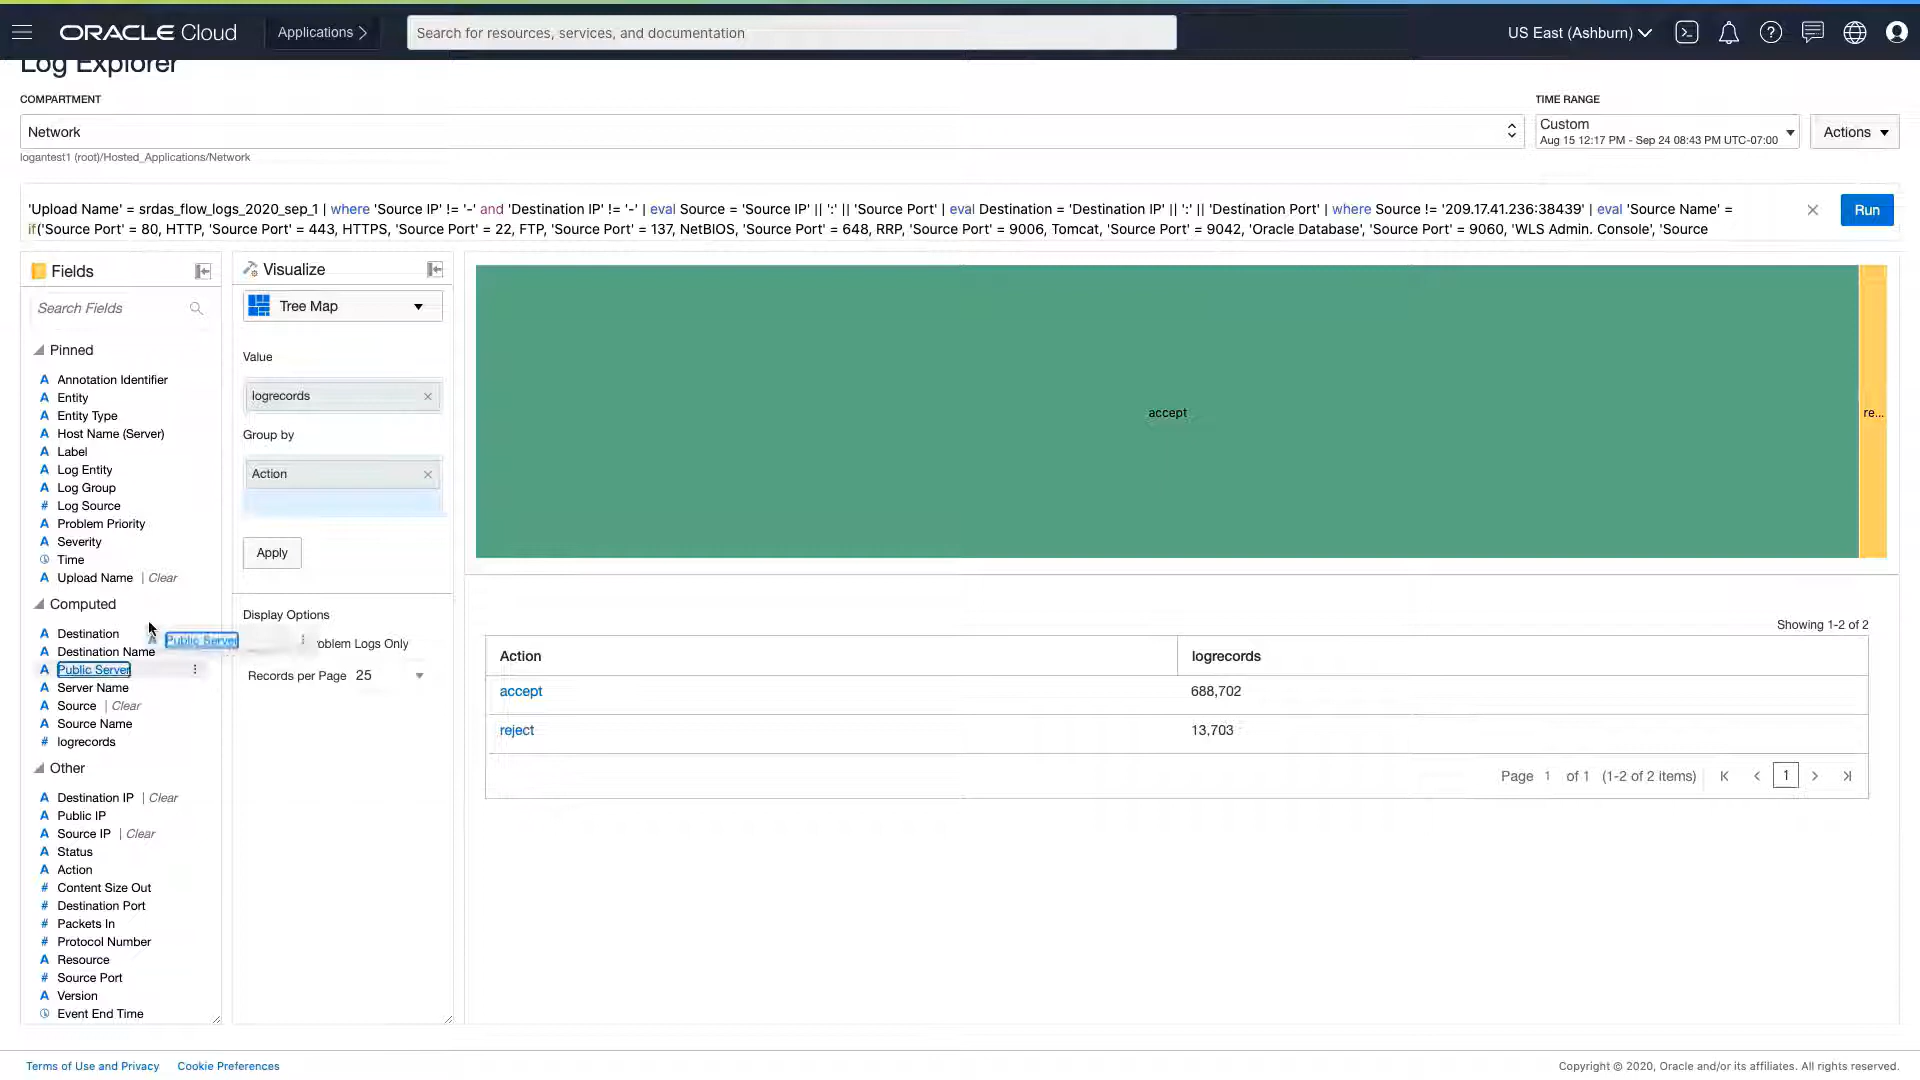 ORACLE Cloud
Applications
Search for resources, services, and documentation
US East (Ashburn)
Log Explorer
COMPARTMENT
Network
logantest1 (root)/Hosted_Applications/Network
TIME RANGE
Custom
Aug 15 12:17 PM - Sep 24 08:43 PM UTC-07:00
Actions
'Upload Name' = srdas_flow_logs_2020_sep_1 | where 'Source IP' != '-' and 'Destination IP' != '-' | eval Source = 'Source IP' || ':' || 'Source Port' | eval Destination = 'Destination IP' || ':' || 'Destination Port' | where Source != '209.17.41.236:38439' | eval 'Source Name' =
if('Source Port' = 80, HTTP, 'Source Port' = 443, HTTPS, 'Source Port' = 22, FTP, 'Source Port' = 137, NetBIOS, 'Source Port' = 648, RRP, 'Source Port' = 9006, Tomcat, 'Source Port' = 9042, 'Oracle Database', 'Source Port' = 9060, 'WLS Admin. Console', 'Source
Run
Fields
Search Fields
Pinned
A Annotation Identifier
A Entity
A Entity Type
A Host Name (Server)
A Label
A Log Entity
A Log Group
# Log Source
A Problem Priority
A Severity
Time
A Upload Name | Clear
Computed
A Destination
A Destination Name
A Public Server
A Server Name
A Source | Clear
A Source Name
# logrecords
Other
A Destination IP | Clear
A Public IP
A Source IP | Clear
A Status
A Action
# Content Size Out
# Destination Port
# Packets In
# Protocol Number
A Resource
# Source Port
A Version
Event End Time
Visualize
Tree Map
Value
logrecords
Group by
Action
Apply
Display Options
A Public Server
oblem Logs Only
Records per Page 25
accept
re...
Showing 1-2 of 2
Action logrecords
accept 688,702
reject 13,703
Page 1 of 1 (1-2 of 2 items) 1
Terms of Use and Privacy
Cookie Preferences
Copyright © 2020, Oracle and/or its affiliates. All rights reserved.